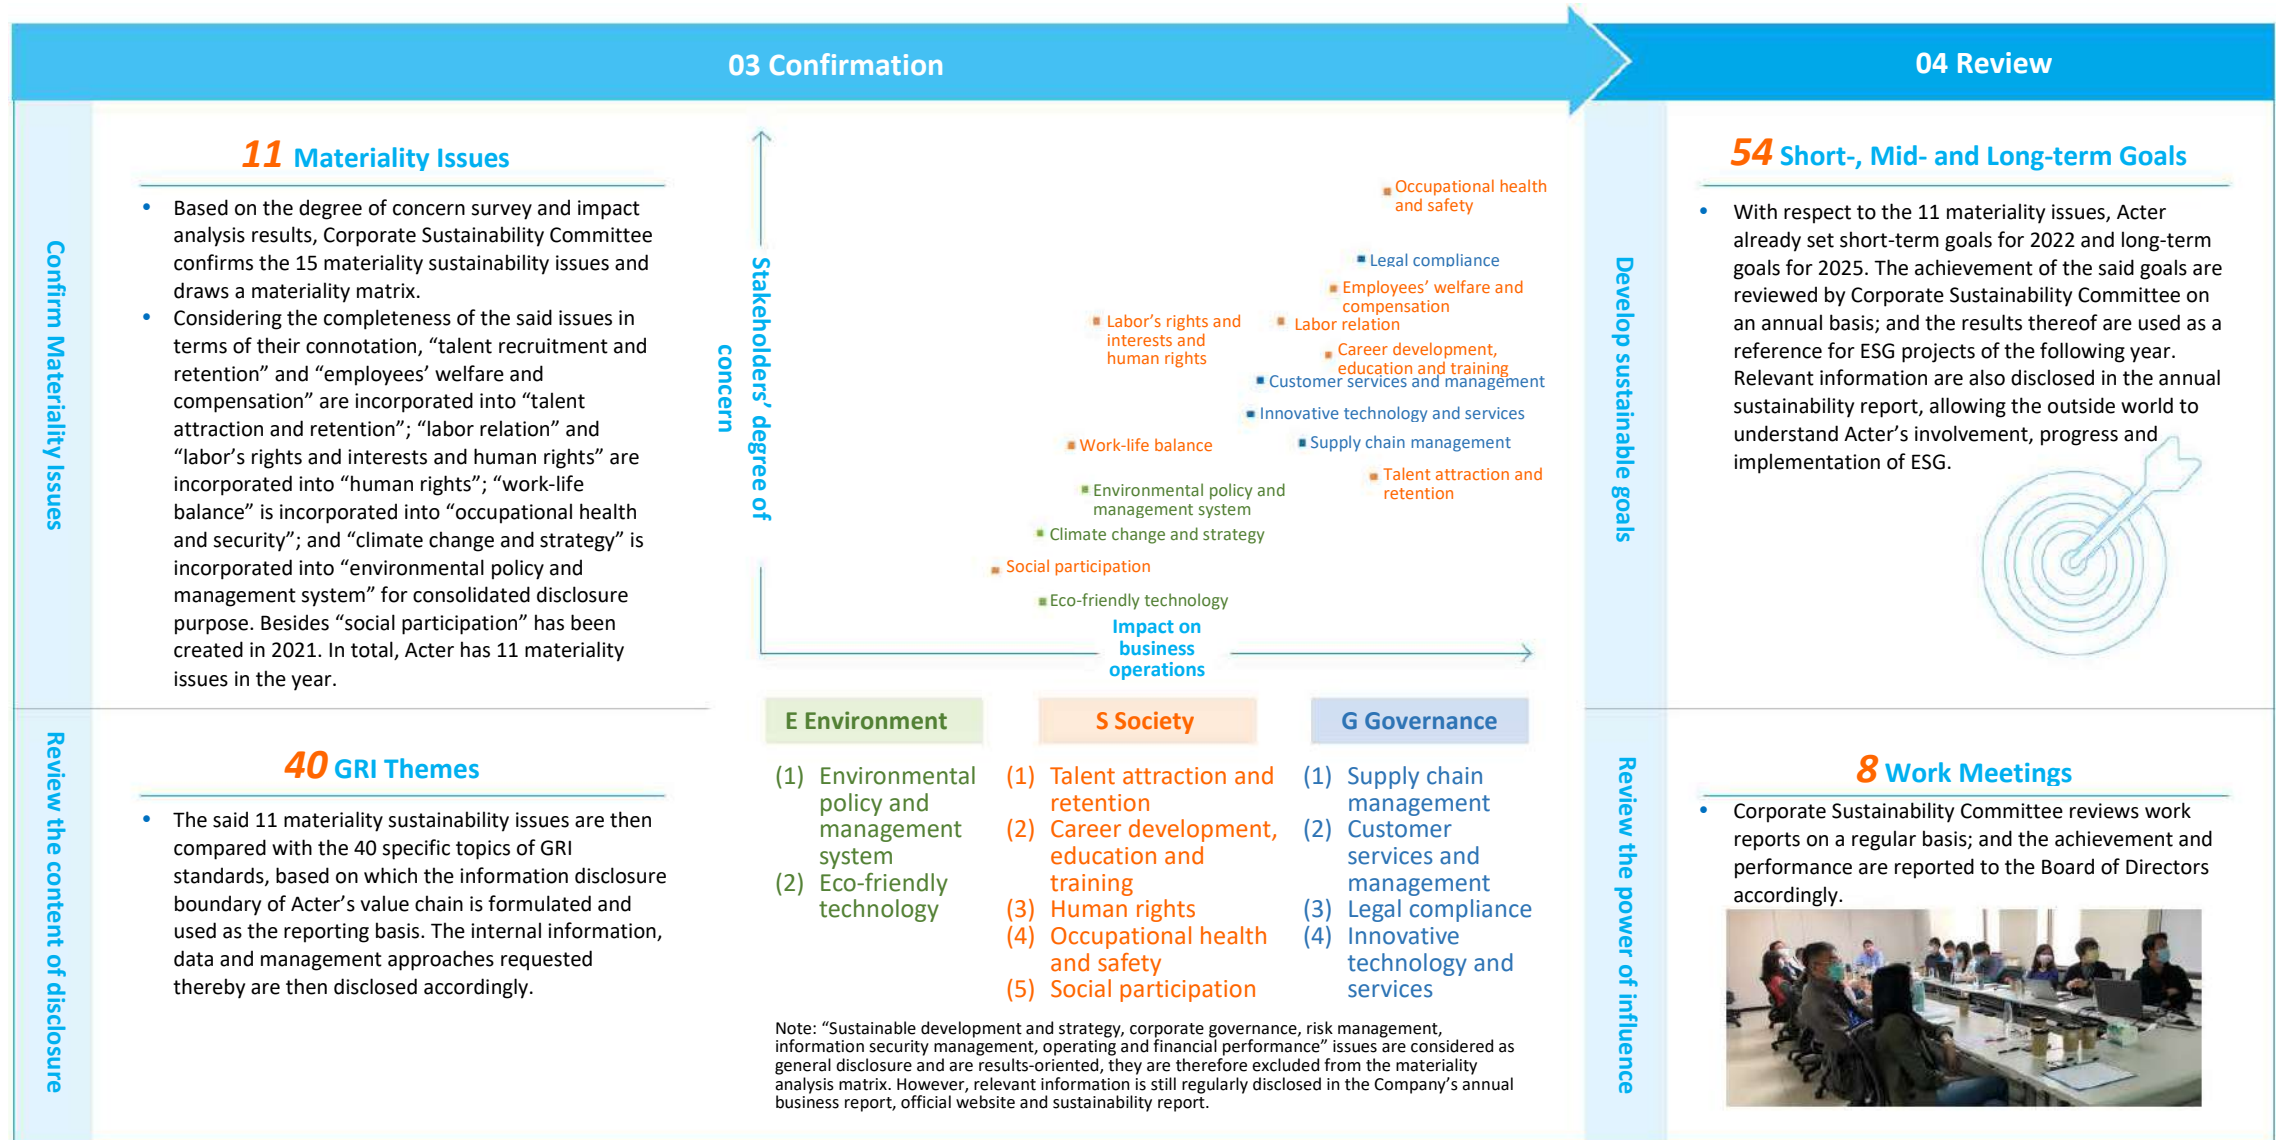 03 Confirmation
04 Review
Confirm Materiality Issues
11 Materiality Issues
• Based on the degree of concern survey and impact
analysis results, Corporate Sustainability Committee
confirms the 15 materiality sustainability issues and
draws a materiality matrix.
• Considering the completeness of the said issues in
terms of their connotation, “talent recruitment and
retention” and “employees’ welfare and
compensation” are incorporated into “talent
attraction and retention”; “labor relation” and
“labor’s rights and interests and human rights” are
incorporated into “human rights”; “work-life
balance” is incorporated into “occupational health
and security”; and “climate change and strategy” is
incorporated into “environmental policy and
management system” for consolidated disclosure
purpose. Besides “social participation” has been
created in 2021. In total, Acter has 11 materiality
issues in the year.
Review the content of disclosure
40 GRI Themes
• The said 11 materiality sustainability issues are then
compared with the 40 specific topics of GRI
standards, based on which the information disclosure
boundary of Acter’s value chain is formulated and
used as the reporting basis. The internal information,
data and management approaches requested
thereby are then disclosed accordingly.
Stakeholders’ degree of
concern
Occupational health
and safety
Legal compliance
Employees’ welfare and
compensation
Labor’s rights and
interests and
human rights
Labor relation
Career development,
education and training
Customer services and management
Innovative technology and services
Supply chain management
Work-life balance
Talent attraction and
retention
Environmental policy and
management system
Climate change and strategy
Social participation
Eco-friendly technology
Impact on
business
operations
E Environment
(1) Environmental
policy and
management
system
(2) Eco-friendly
technology
S Society
(1) Talent attraction and
retention
(2) Career development,
education and
training
(3) Human rights
(4) Occupational health
and safety
(5) Social participation
G Governance
(1) Supply chain
management
(2) Customer
services and
management
(3) Legal compliance
(4) Innovative
technology and
services
Note: “Sustainable development and strategy, corporate governance, risk management,
information security management, operating and financial performance” issues are considered as
general disclosure and are results-oriented, they are therefore excluded from the materiality
analysis matrix. However, relevant information is still regularly disclosed in the Company’s annual
business report, official website and sustainability report.
Develop sustainable goals
54 Short-, Mid- and Long-term Goals
• With respect to the 11 materiality issues, Acter
already set short-term goals for 2022 and long-term
goals for 2025. The achievement of the said goals are
reviewed by Corporate Sustainability Committee on
an annual basis; and the results thereof are used as a
reference for ESG projects of the following year.
Relevant information are also disclosed in the annual
sustainability report, allowing the outside world to
understand Acter’s involvement, progress and
implementation of ESG.
Review the power of influence
8 Work Meetings
• Corporate Sustainability Committee reviews work
reports on a regular basis; and the achievement and
performance are reported to the Board of Directors
accordingly.